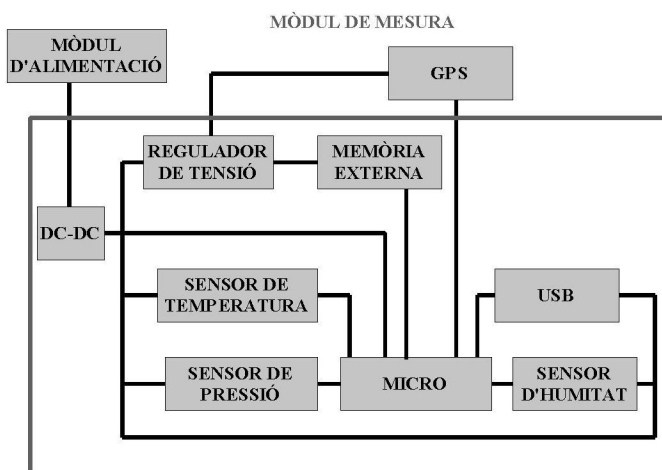 MÒDUL DE MESURA
MÒDUL
D'ALIMENTACIÓ
GPS
REGULADOR
DE TENSIÓ
MEMÒRIA
EXTERNA
DC-DC
SENSOR DE
TEMPERATURA
USB
SENSOR DE
PRESSIÓ
MICRO
SENSOR
D'HUMITAT